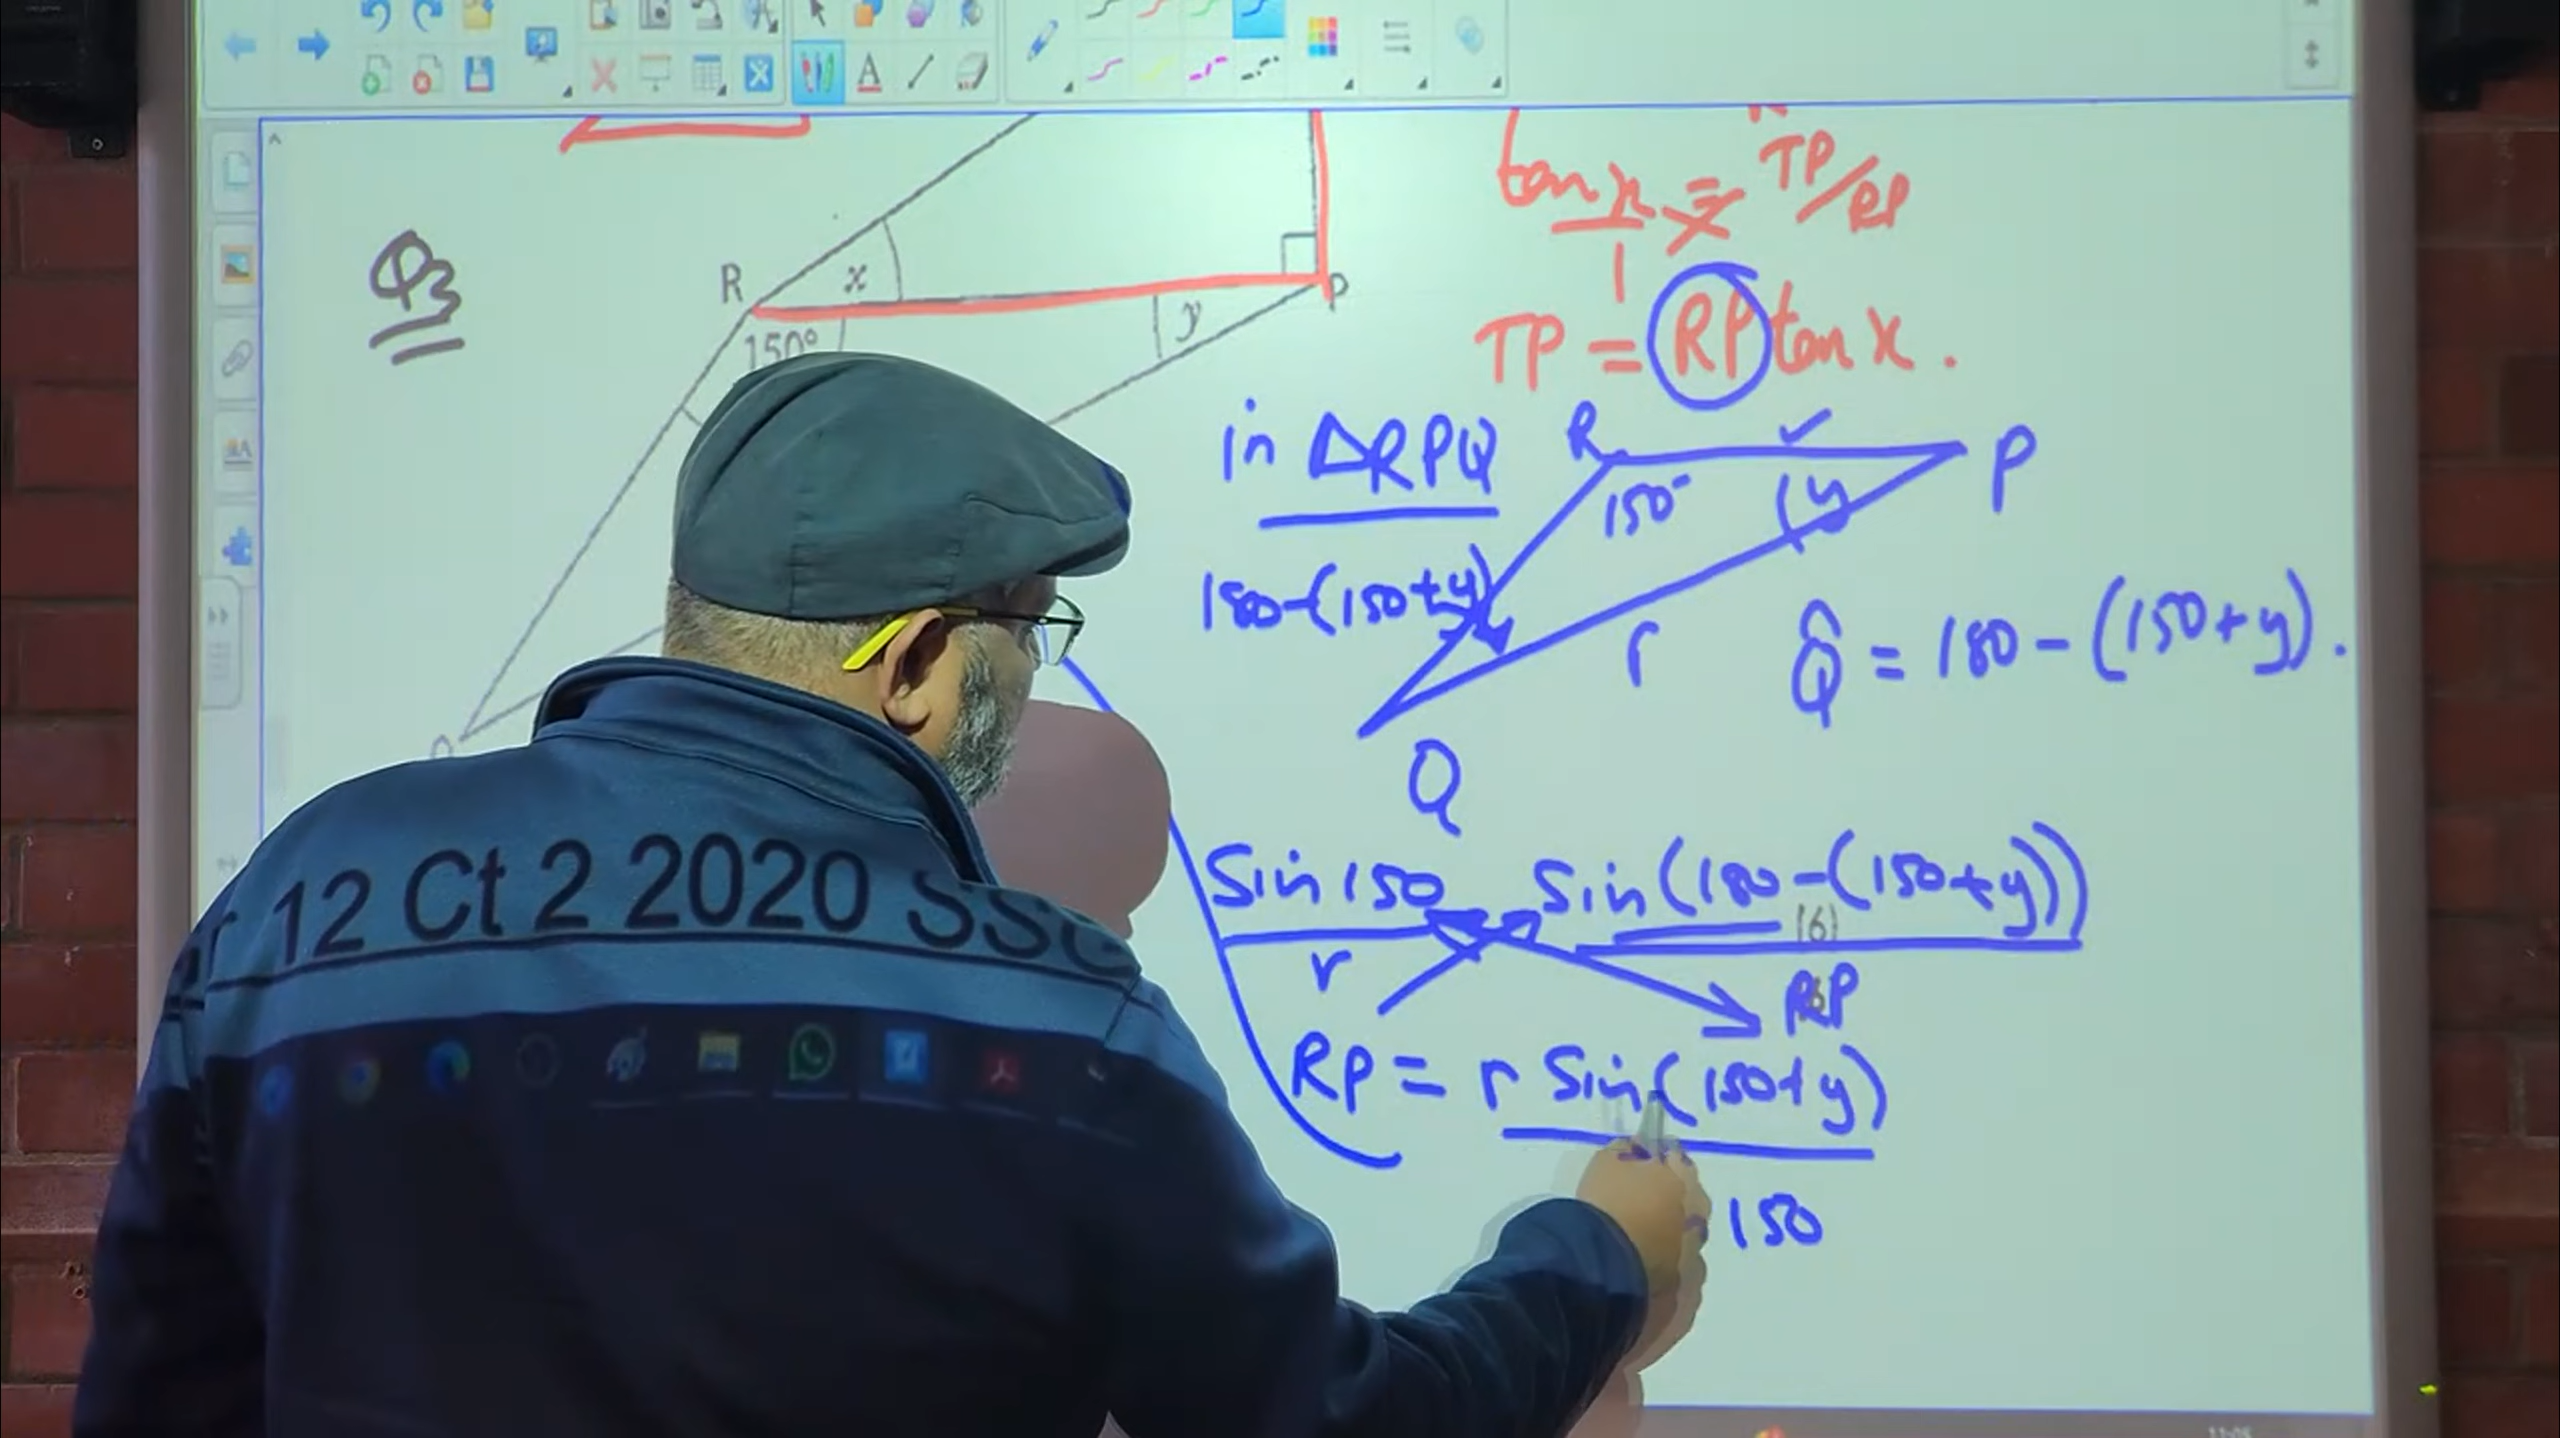 Q3
R
x
P
y
150°
tan x = TP/RP
1
TP = RP tan x .
in ΔRPQ
R
P
150°
y
180-(150+y)
r
Q
Q̂ = 180 - (150+y) .
Sin 150
Sin (180-(150+y))
(6)
r
RP
RP = r Sin (150+y)
150
12 Ct 2 2020